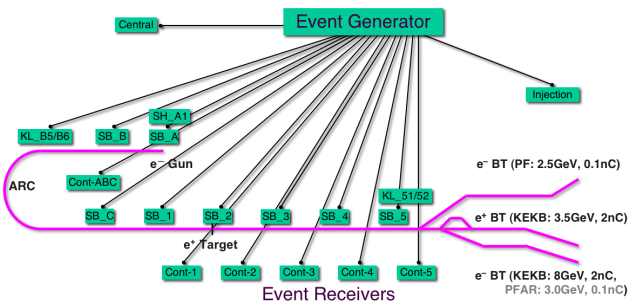 Event Generator
Central
Injection
SH_A1
KL_B5/B6
SB_B
SB_A
e⁻ Gun
e⁻ BT (PF: 2.5GeV, 0.1nC)
ARC
Cont-ABC
KL_51/52
SB_C
SB_1
SB_2
SB_3
SB_4
SB_5
e⁺ BT (KEKB: 3.5GeV, 2nC)
e⁺ Target
Cont-1
Cont-2
Cont-3
Cont-4
Cont-5
e⁻ BT (KEKB: 8GeV, 2nC,
PFAR: 3.0GeV, 0.1nC)
Event Receivers